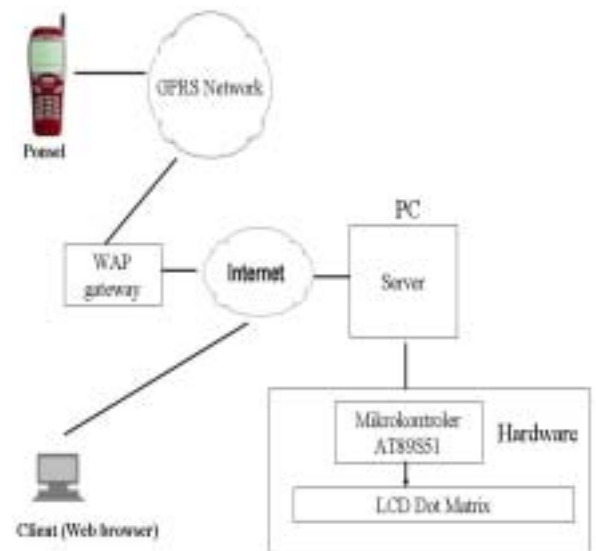 GPRS Network
Ponsel
PC
WAP
gateway
Internet
Server
Mikrokontroler
AT89S51
Hardware
LCD Dot Matrix
Client (Web browser)